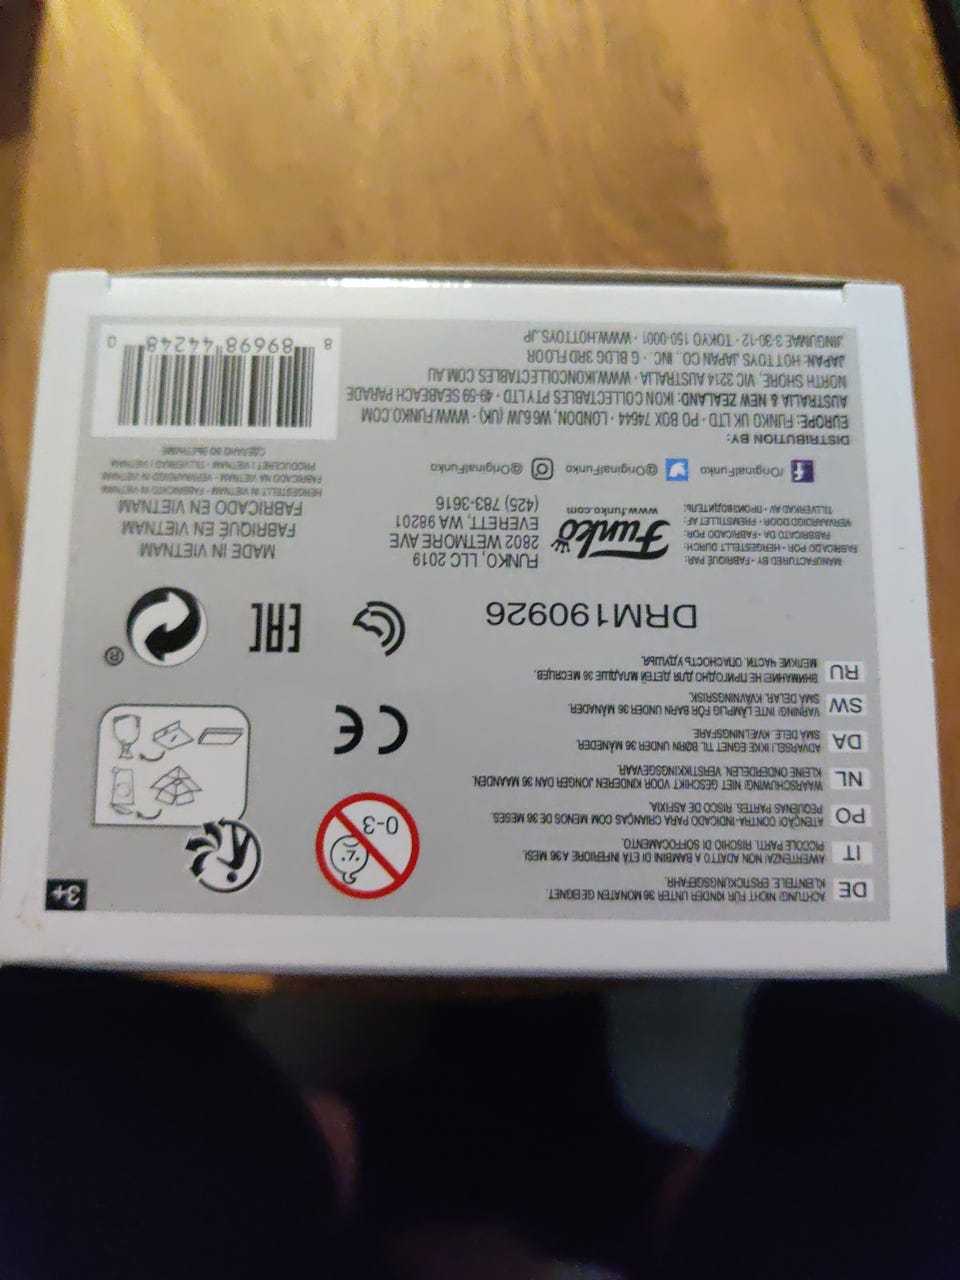 DE ACHTUNG! NICHT FÜR KINDER UNTER 36 MONATEN GEEIGNET.
KLEINTEILE. ERSTICKUNGSGEFAHR.
IT AWERTENZA! NON ADATTO A BAMBINI DI ETÀ INFERIORE A 36 MESI.
PICCOLE PARTI. RISCHIO DI SOFFOCAMENTO.
PO ATENÇÃO! CONTRA-INDICADO PARA CRIANÇAS COM MENOS DE 36 MESES.
PEQUENAS PARTES. RISCO DE ASFIXIA.
NL WAARSCHUWING! NIET GESCHIKT VOOR KINDEREN JONGER DAN 36 MAANDEN
KLEINE ONDERDELEN. VERSTIKKINGSGEVAAR.
DA ADVARSEL! IKKE EGNET TIL BØRN UNDER 36 MÅNEDER.
SMÅ DELE. KVÆLNINGSFARE.
SW VARNING! INTE LÄMPLIG FÖR BARN UNDER 36 MÅNADER.
SMÅ DELAR. KVÄVNINGSRISK.
RU ВНИМАНИЕ! НЕ ПРИГОДНО ДЛЯ ДЕТЕЙ МЛАДШЕ 36 МЕСЯЦЕВ.
МЕЛКИЕ ЧАСТИ. ОПАСНОСТЬ УДУШЬЯ.
DRM190926
0-3
3+
CE
EAC
®
MANUFACTURED BY • FABRIQUÉ PAR:
FABRICADO POR • HERGESTELLT DURCH:
FABBRICATO DA • FABRICADO POR:
VERVAARDIGD DOOR • FREMSTILLET AF:
TILLVERKAD AV • ПРОИЗВОДИТЕЛЬ:
Funko
www.funko.com
FUNKO, LLC 2019
2802 WETMORE AVE
EVERETT, WA 98201
(425) 783-3616
MADE IN VIETNAM
FABRIQUÉ EN VIETNAM
FABRICADO EN VIETNAM
HERGESTELLT IN VIETNAM • FABBRICATO IN VIETNAM
FABRICADO NA VIETNAM • VERVAARDIGD IN VIETNAM
PRODUCERET I VIETNAM • TILLVERKAD I VIETNAM
СДЕЛАНО ВО ВЬЕТНАМЕ
f /OriginalFunko @OriginalFunko @OriginalFunko
DISTRIBUTION BY:
EUROPE: FUNKO UK LTD • PO BOX 74644 • LONDON, W6 6JW (UK) • WWW.FUNKO.COM
AUSTRALIA & NEW ZEALAND: IKON COLLECTABLES PTY LTD • 49-59 SEABEACH PARADE
NORTH SHORE, VIC 3214 AUSTRALIA • WWW.IKONCOLLECTABLES.COM.AU
JAPAN: HOT TOYS JAPAN CO., INC. • G BLDG 3RD FLOOR
JINGUMAE 3-30-12 • TOKYO 150-0001 • WWW.HOTTOYS.JP
8 89698 44248 0